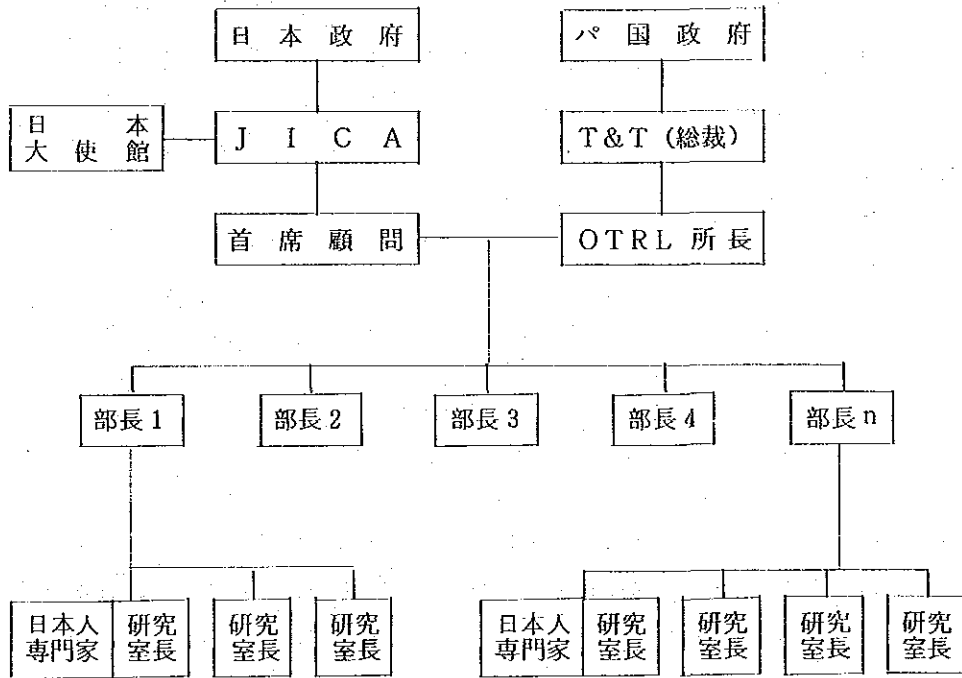 日本政府
パ国政府
日本
大使館
JICA
T&T(総裁)
首席顧問
OTRL所長
部長1
部長2
部長3
部長4
部長n
日本人
専門家
研究
室長
研究
室長
研究
室長
日本人
専門家
研究
室長
研究
室長
研究
室長
研究
室長